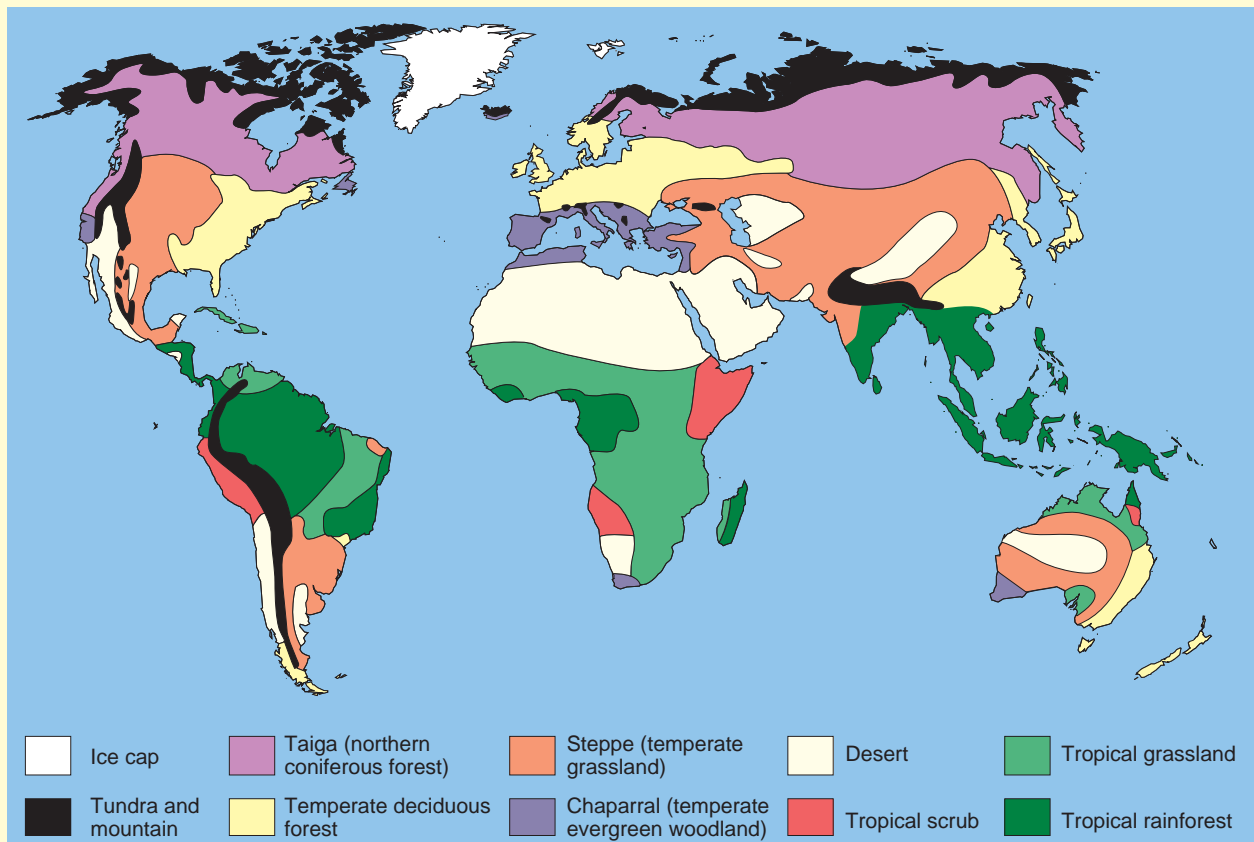 Ice cap
Taiga (northern
coniferous forest)
Steppe (temperate
grassland)
Desert
Tropical grassland
Tundra and
mountain
Temperate deciduous
forest
Chaparral (temperate
evergreen woodland)
Tropical scrub
Tropical rainforest